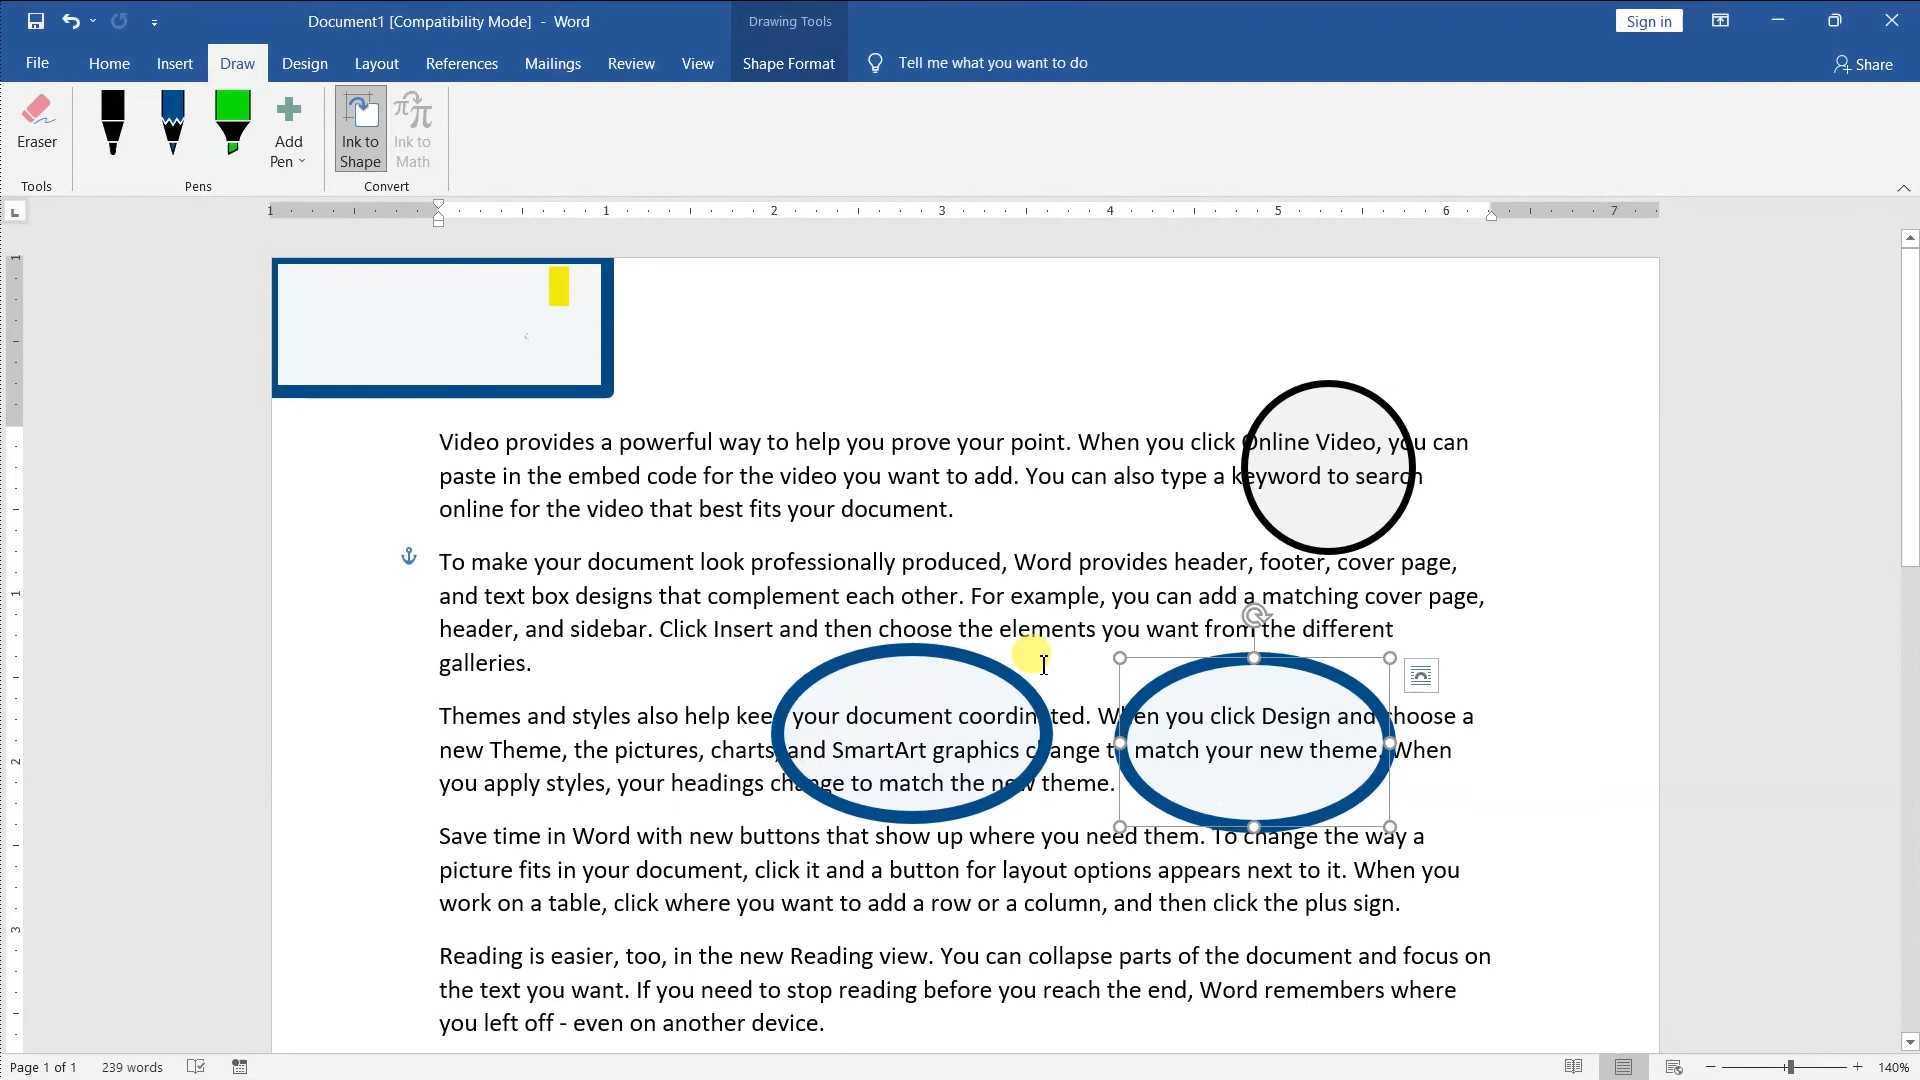 Document1 [Compatibility Mode] - Word
Drawing Tools
Sign in
File Home Insert Draw Design Layout References Mailings Review View Shape Format Tell me what you want to do Share
Eraser
Add Pen
Ink to Shape
Ink to Math
Tools Pens Convert
1 1 2 3 4 5 6 7
Video provides a powerful way to help you prove your point. When you click Online Video, you can
paste in the embed code for the video you want to add. You can also type a keyword to search
online for the video that best fits your document.
To make your document look professionally produced, Word provides header, footer, cover page,
and text box designs that complement each other. For example, you can add a matching cover page,
header, and sidebar. Click Insert and then choose the elements you want from the different
galleries.
Themes and styles also help keep your document coordinated. When you click Design and choose a
new Theme, the pictures, charts, and SmartArt graphics change to match your new theme. When
you apply styles, your headings change to match the new theme.
Save time in Word with new buttons that show up where you need them. To change the way a
picture fits in your document, click it and a button for layout options appears next to it. When you
work on a table, click where you want to add a row or a column, and then click the plus sign.
Reading is easier, too, in the new Reading view. You can collapse parts of the document and focus on
the text you want. If you need to stop reading before you reach the end, Word remembers where
you left off - even on another device.
1
1
2
3
Page 1 of 1 239 words 140%